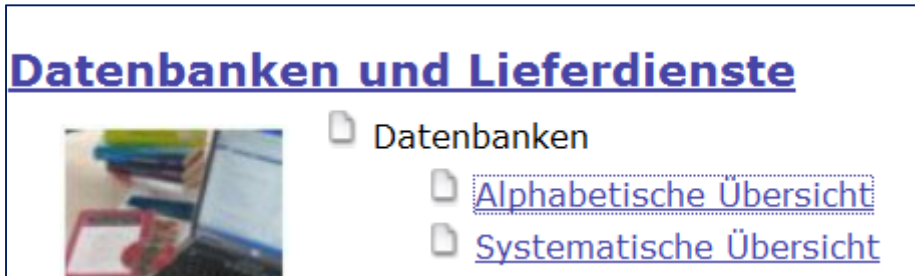 Datenbanken und Lieferdienste
Datenbanken
Alphabetische Übersicht
Systematische Übersicht